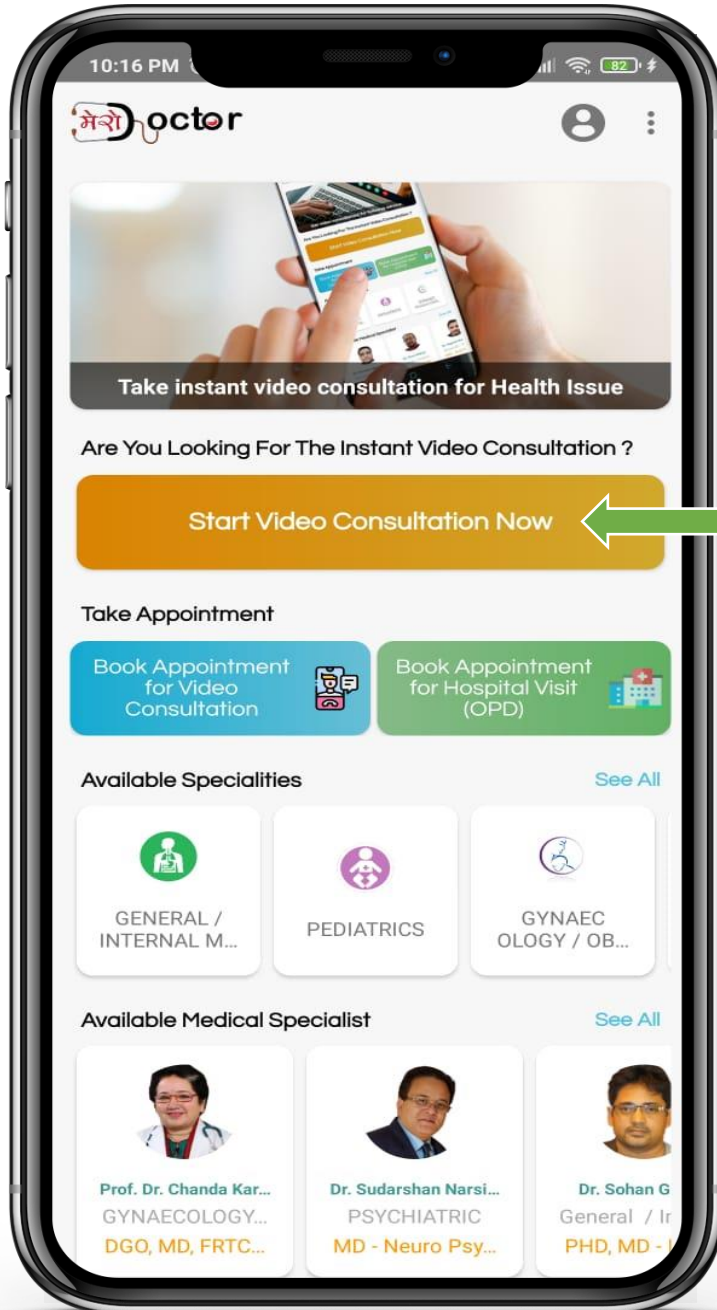 10:16 PM
82
मेरो Doctor
Take instant video consultation for Health Issue
Are You Looking For The Instant Video Consultation ?
Start Video Consultation Now
Take Appointment
Book Appointment
for Video
Consultation
Book Appointment
for Hospital Visit
(OPD)
Available Specialities
See All
GENERAL /
INTERNAL M...
PEDIATRICS
GYNAEC
OLOGY / OB...
Available Medical Specialist
See All
Prof. Dr. Chanda Kar...
GYNAECOLOGY...
DGO, MD, FRTC...
Dr. Sudarshan Narsi...
PSYCHIATRIC
MD - Neuro Psy...
Dr. Sohan G
General / Ir
PHD, MD -